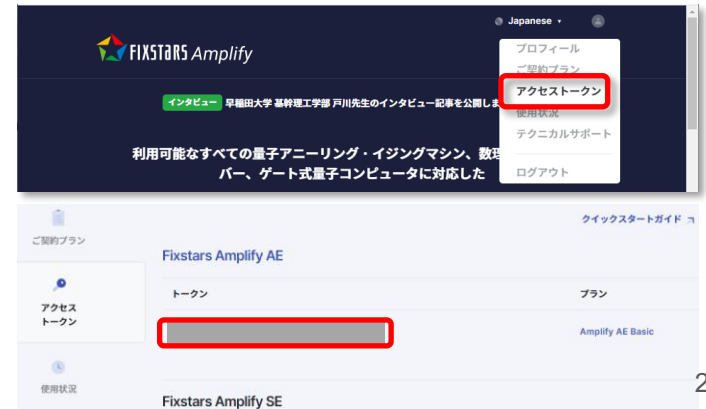 Japanese
FIXSTARS Amplify
プロフィール
ご契約プラン
アクセストークン
使用状況
テクニカルサポート
ログアウト
インタビュー 早稲田大学 基幹理工学部 戸川先生のインタビュー記事を公開しま
利用可能なすべての量子アニーリング・イジングマシン、数理
バー、ゲート式量子コンピュータに対応した
クイックスタートガイド
ご契約プラン
Fixstars Amplify AE
トークン
プラン
アクセス
トークン
Amplify AE Basic
使用状況
Fixstars Amplify SE
2